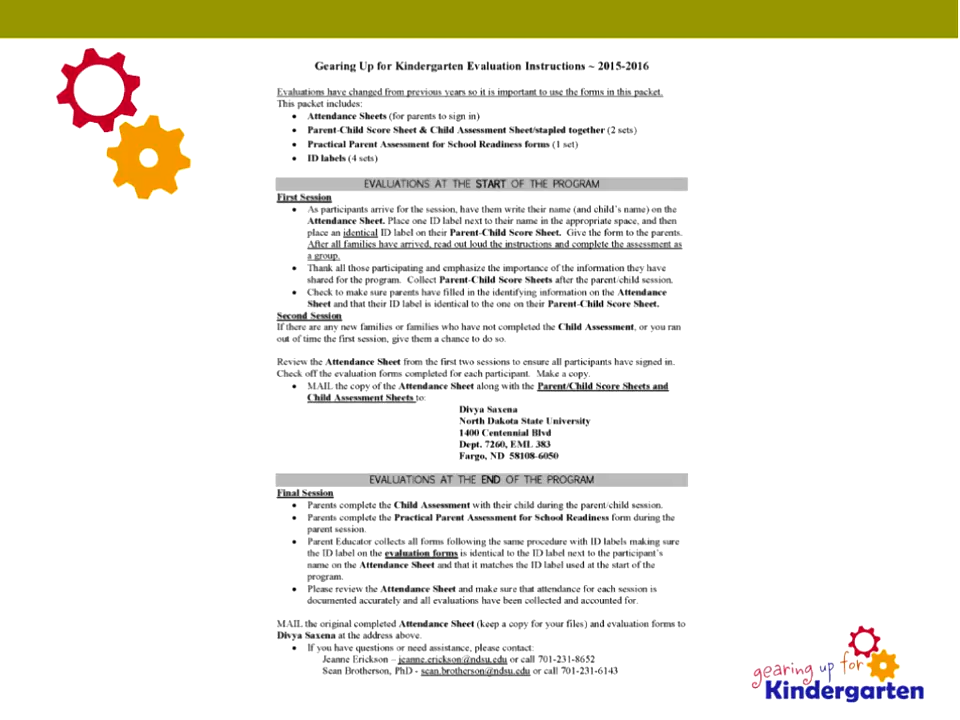 Gearing Up for Kindergarten Evaluation Instructions ~ 2015-2016
Evaluations have changed from previous years so it is important to use the forms in this packet.
This packet includes:
• Attendance Sheets (for parents to sign in)
• Parent-Child Score Sheet & Child Assessment Sheet/stapled together (2 sets)
• Practical Parent Assessment for School Readiness forms (1 set)
• ID labels (4 sets)
EVALUATIONS AT THE START OF THE PROGRAM
First Session
• As participants arrive for the session, have them write their name (and child's name) on the
Attendance Sheet. Place one ID label next to their name in the appropriate space, and then
place an identical ID label on their Parent-Child Score Sheet. Give the form to the parents.
After all families have arrived, read out loud the instructions and complete the assessment as
a group.
• Thank all those participating and emphasize the importance of the information they have
shared for the program. Collect Parent-Child Score Sheets after the parent/child session.
• Check to make sure parents have filled in the identifying information on the Attendance
Sheet and that their ID label is identical to the one on their Parent-Child Score Sheet.
Second Session
If there are any new families or families who have not completed the Child Assessment, or you ran
out of time the first session, give them a chance to do so.
Review the Attendance Sheet from the first two sessions to ensure all participants have signed in.
Check off the evaluation forms completed for each participant. Make a copy.
• MAIL the copy of the Attendance Sheet along with the Parent/Child Score Sheets and
Child Assessment Sheets to:
Divya Saxena
North Dakota State University
1400 Centennial Blvd
Dept. 7260, EML 383
Fargo, ND 58108-6050
EVALUATIONS AT THE END OF THE PROGRAM
Final Session
• Parents complete the Child Assessment with their child during the parent/child session.
• Parents complete the Practical Parent Assessment for School Readiness form during the
parent session.
• Parent Educator collects all forms following the same procedure with ID labels making sure
the ID label on the evaluation forms is identical to the ID label next to the participant's
name on the Attendance Sheet and that it matches the ID label used at the start of the
program.
• Please review the Attendance Sheet and make sure that attendance for each session is
documented accurately and all evaluations have been collected and accounted for.
MAIL the original completed Attendance Sheet (keep a copy for your files) and evaluation forms to
Divya Saxena at the address above.
• If you have questions or need assistance, please contact:
Jeanne Erickson – jeanne.erickson@ndsu.edu or call 701-231-8652
Sean Brotherson, PhD - sean.brotherson@ndsu.edu or call 701-231-6143
gearing up for
Kindergarten